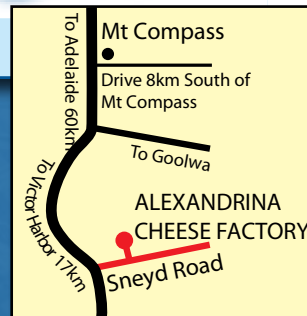 To Adelaide 60km
Mt Compass
Drive 8km South of
Mt Compass
To Goolwa
To Victor Harbor 17km
ALEXANDRINA
CHEESE FACTORY
Sneyd Road